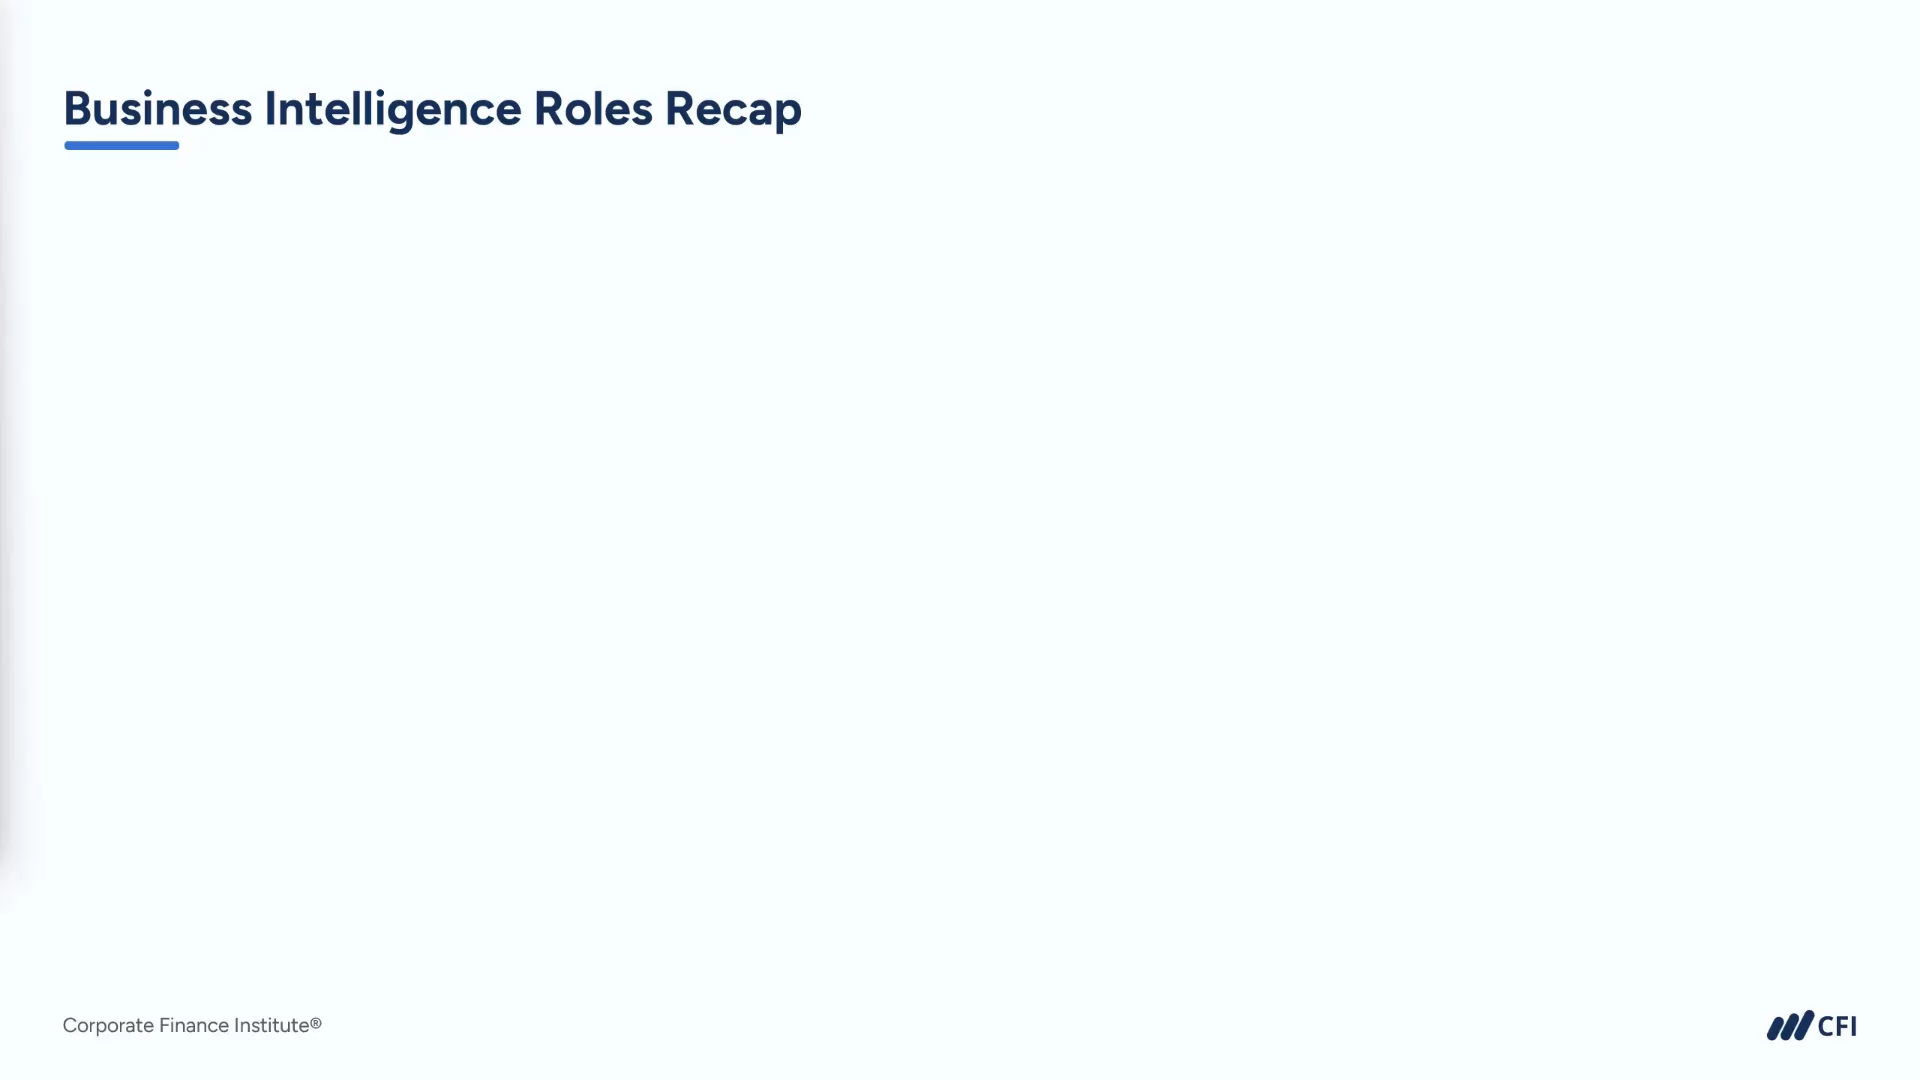 Business Intelligence Roles Recap
Corporate Finance Institute®
CFI